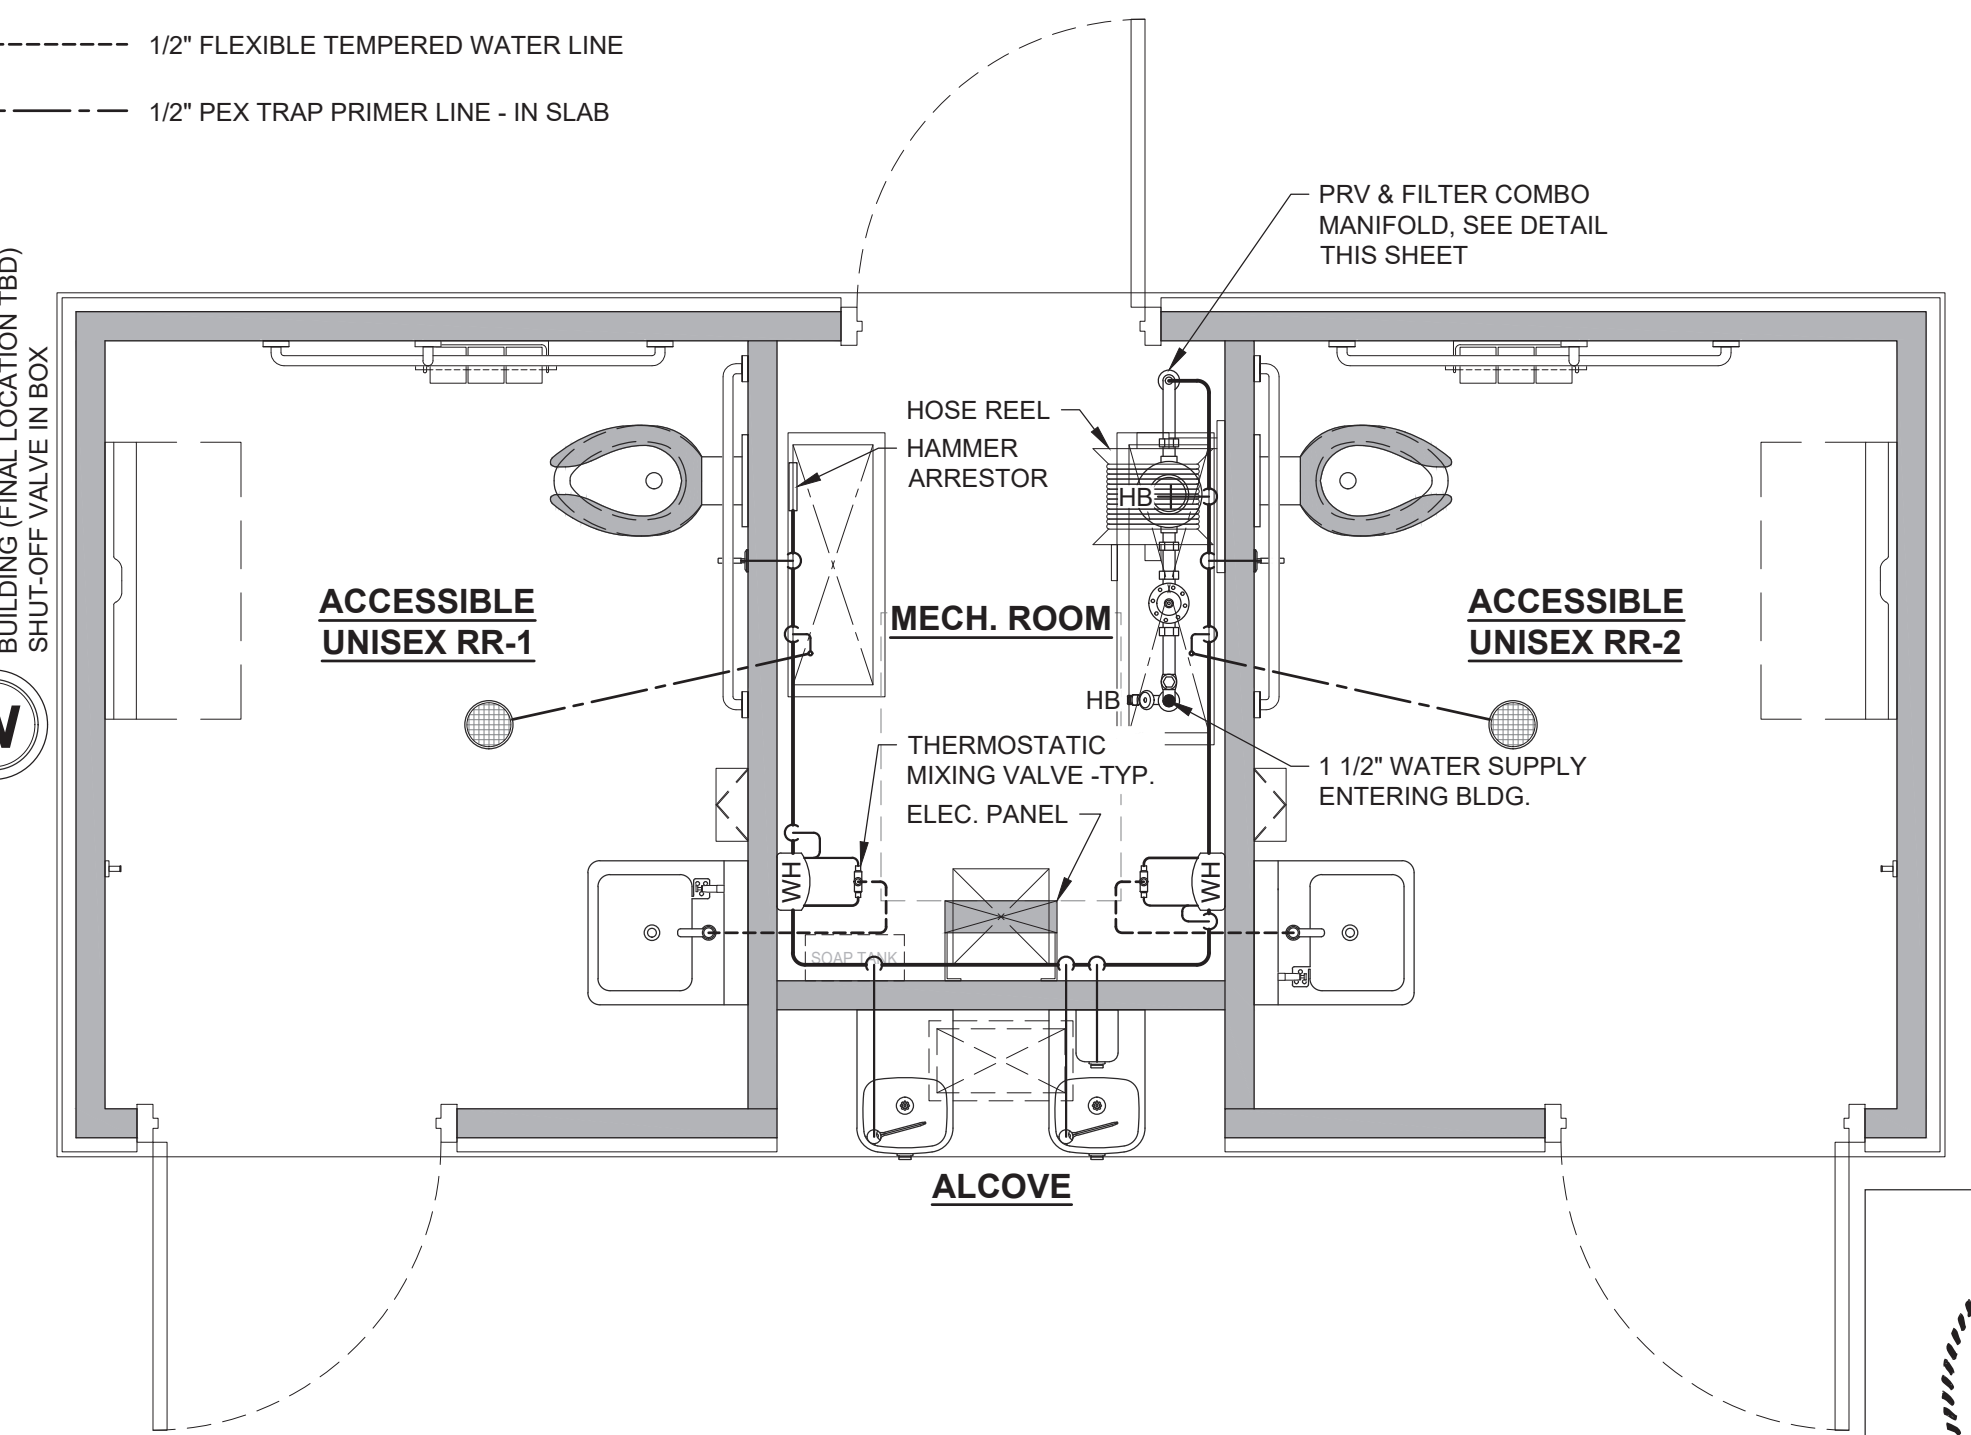 1/2" FLEXIBLE TEMPERED WATER LINE
1/2" PEX TRAP PRIMER LINE - IN SLAB
BUILDING (FINAL LOCATION TBD)
SHUT-OFF VALVE IN BOX
PRV & FILTER COMBO
MANIFOLD, SEE DETAIL
THIS SHEET
HOSE REEL
HAMMER
ARRESTOR
HB
ACCESSIBLE
UNISEX RR-1
MECH. ROOM
ACCESSIBLE
UNISEX RR-2
HB
THERMOSTATIC
MIXING VALVE -TYP.
ELEC. PANEL
1 1/2" WATER SUPPLY
ENTERING BLDG.
WH
WH
SOAP TANK
ALCOVE